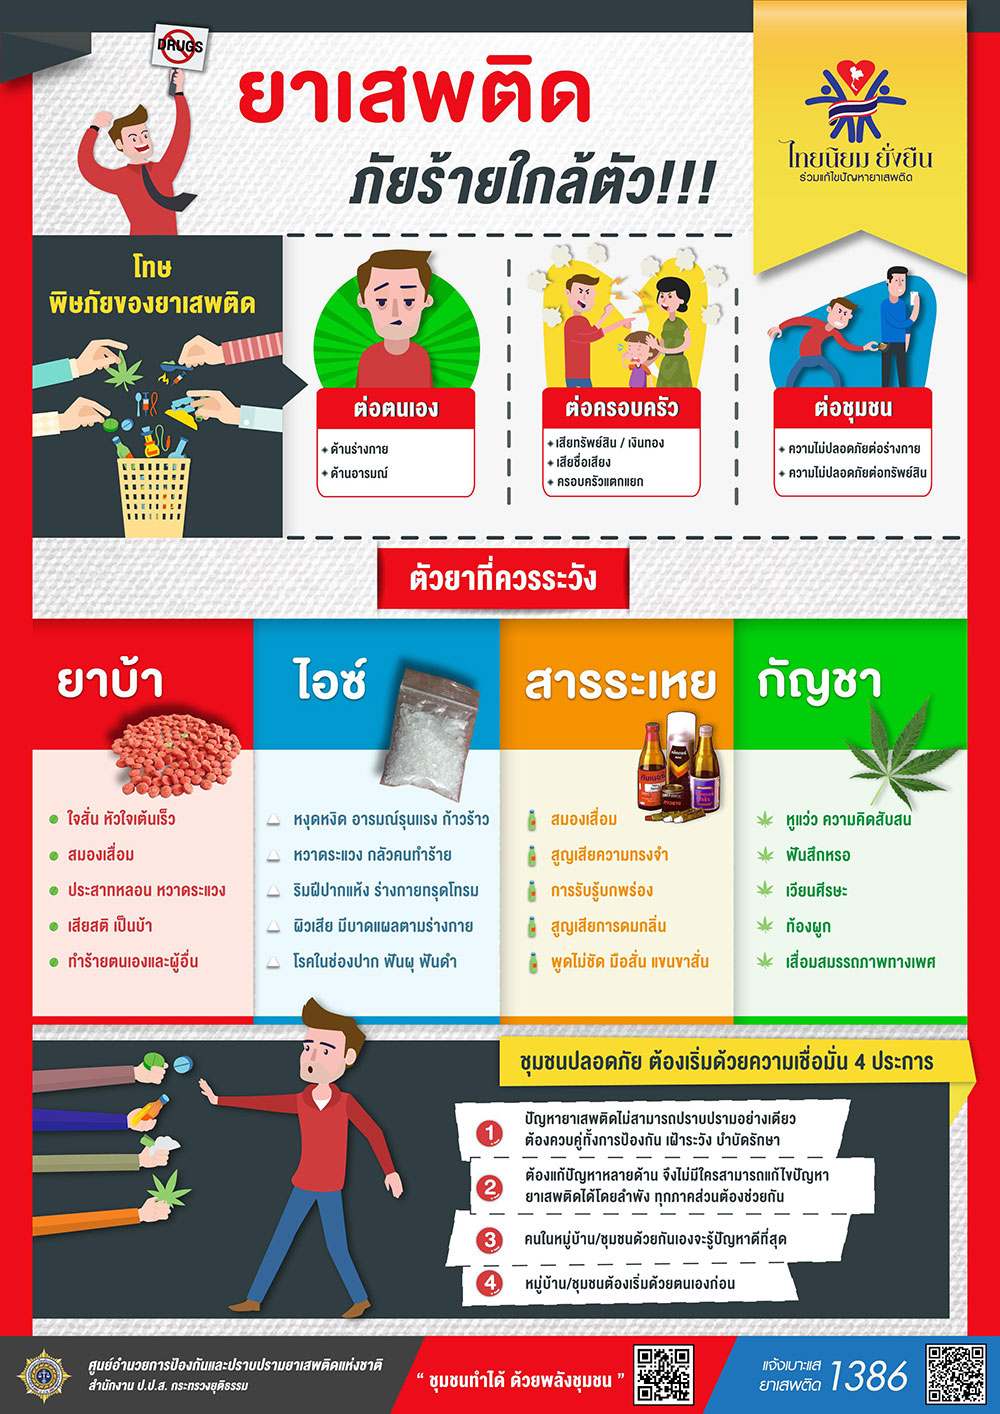 DRUGS
ยาเสพติด
ภัยร้ายใกล้ตัว!!!
ไทยนิยม ยั่งยืน
ร่วมแก้ไขปัญหายาเสพติด
โทษ
พิษภัยของยาเสพติด
ต่อตนเอง
ด้านร่างกาย
ด้านอารมณ์
ต่อครอบครัว
เสียทรัพย์สิน / เงินทอง
เสียชื่อเสียง
ครอบครัวแตกแยก
ต่อชุมชน
ความไม่ปลอดภัยต่อร่างกาย
ความไม่ปลอดภัยต่อทรัพย์สิน
ตัวยาที่ควรระวัง
ยาบ้า
ใจสั่น หัวใจเต้นเร็ว
สมองเสื่อม
ประสาทหลอน หวาดระแวง
เสียสติ เป็นบ้า
ทำร้ายตนเองและผู้อื่น
ไอซ์
หงุดหงิด อารมณ์รุนแรง ก้าวร้าว
หวาดระแวง กลัวคนทำร้าย
ริมฝีปากแห้ง ร่างกายทรุดโทรม
ผิวเสีย มีบาดแผลตามร่างกาย
โรคในช่องปาก ฟันผุ ฟันดำ
สารระเหย
สมองเสื่อม
สูญเสียความทรงจำ
การรับรู้บกพร่อง
สูญเสียการดมกลิ่น
พูดไม่ชัด มือสั่น แขนขาสั่น
กัญชา
หูแว่ว ความคิดสับสน
ฟันสึกหรอ
เวียนศีรษะ
ท้องผูก
เสื่อมสมรรถภาพทางเพศ
ชุมชนปลอดภัย ต้องเริ่มด้วยความเชื่อมั่น 4 ประการ
1
ปัญหายาเสพติดไม่สามารถปราบปรามอย่างเดียว
ต้องควบคู่ทั้งการป้องกัน เฝ้าระวัง บำบัดรักษา
2
ต้องแก้ปัญหาหลายด้าน จึงไม่มีใครสามารถแก้ไขปัญหา
ยาเสพติดได้โดยลำพัง ทุกภาคส่วนต้องช่วยกัน
3
คนในหมู่บ้าน/ชุมชนด้วยกันเองจะรู้ปัญหาดีที่สุด
4
หมู่บ้าน/ชุมชนต้องเริ่มด้วยตนเองก่อน
ศูนย์อำนวยการป้องกันและปราบปรามยาเสพติดแห่งชาติ
สำนักงาน ป.ป.ส. กระทรวงยุติธรรม
“ ชุมชนทำได้ ด้วยพลังชุมชน ”
แจ้งเบาะแส
ยาเสพติด 1386